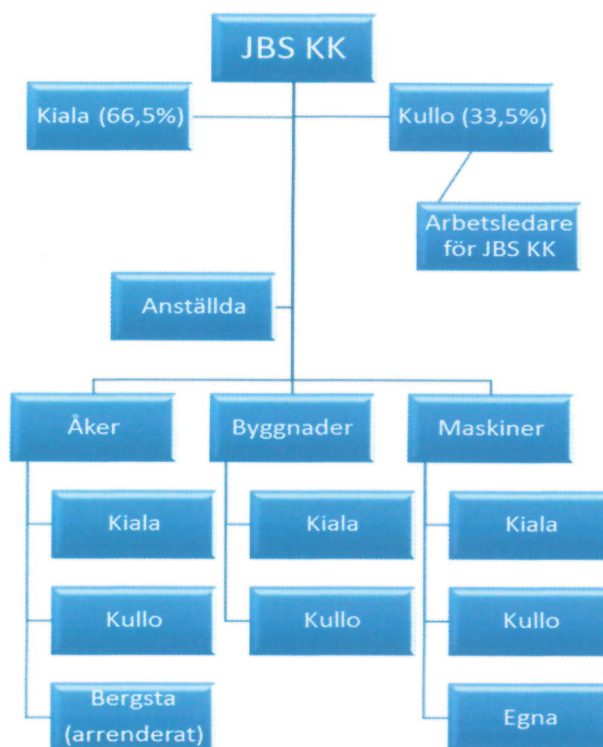 JBS KK
Kiala (66,5%)
Kullo (33,5%)
Arbetsledare
för JBS KK
Anställda
Åker
Byggnader
Maskiner
Kiala
Kiala
Kiala
Kullo
Kullo
Kullo
Bergsta
(arrenderat)
Egna